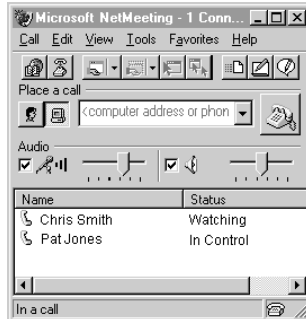 Microsoft NetMeeting - 1 Conn...
Call Edit View Tools Favorites Help
Place a call
<computer address or phon
Audio
Name Status
Chris Smith Watching
Pat Jones In Control
In a call